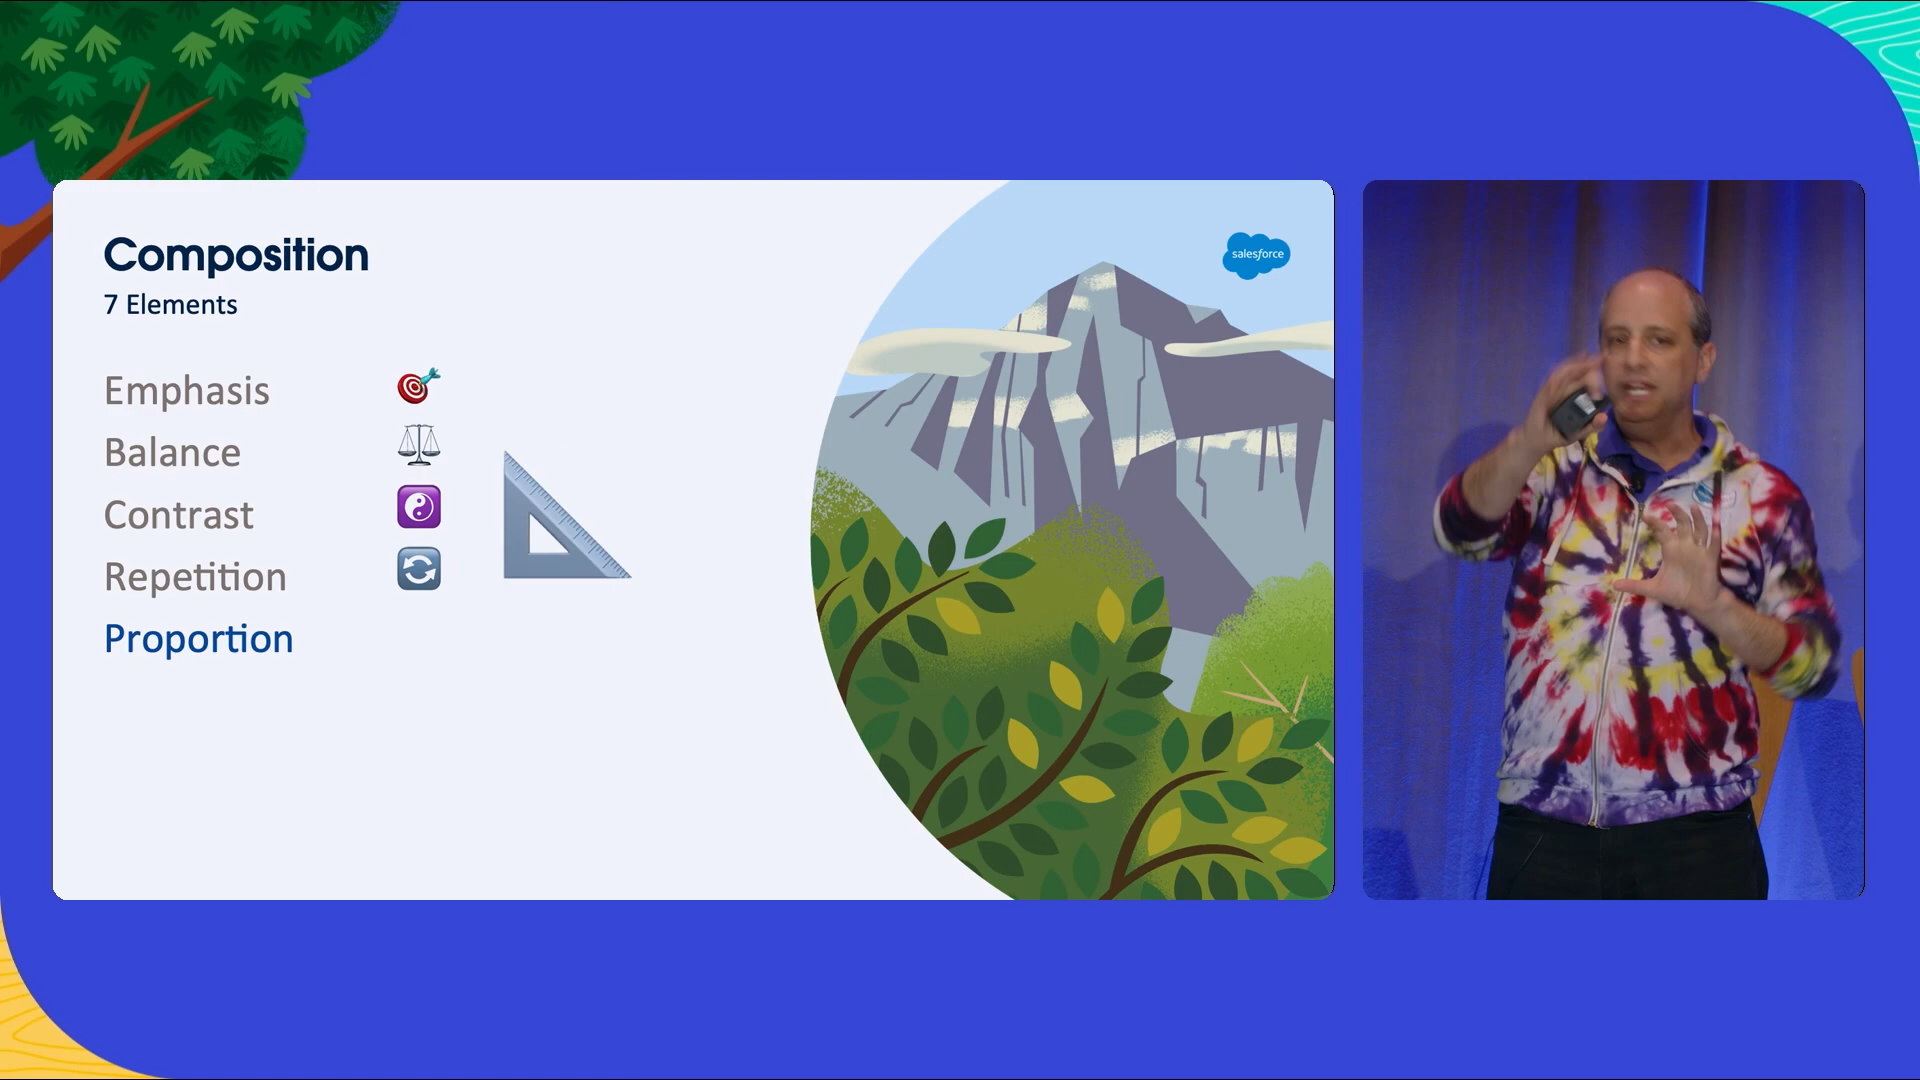 Composition
7 Elements
salesforce
Emphasis
Balance
Contrast
Repetition
Proportion